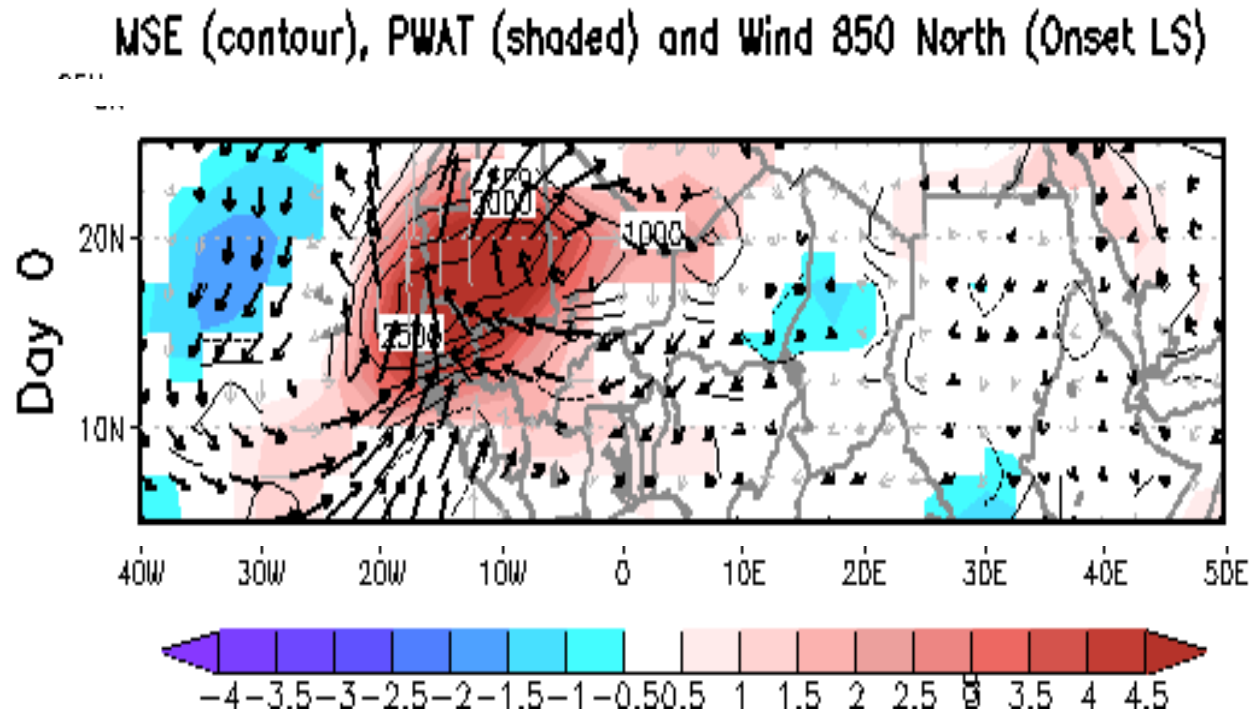 MSE (contour), PWAT (shaded) and Wind 850 North (Onset LS)
Day 0
20N
10N
3000
1000
2500
40W 30W 20W 10W 0 10E 20E 30E 40E 50E
-4 -3.5 -3 -2.5 -2 -1.5 -1 -0.5 0.5 1 1.5 2 2.5 3 3.5 4 4.5